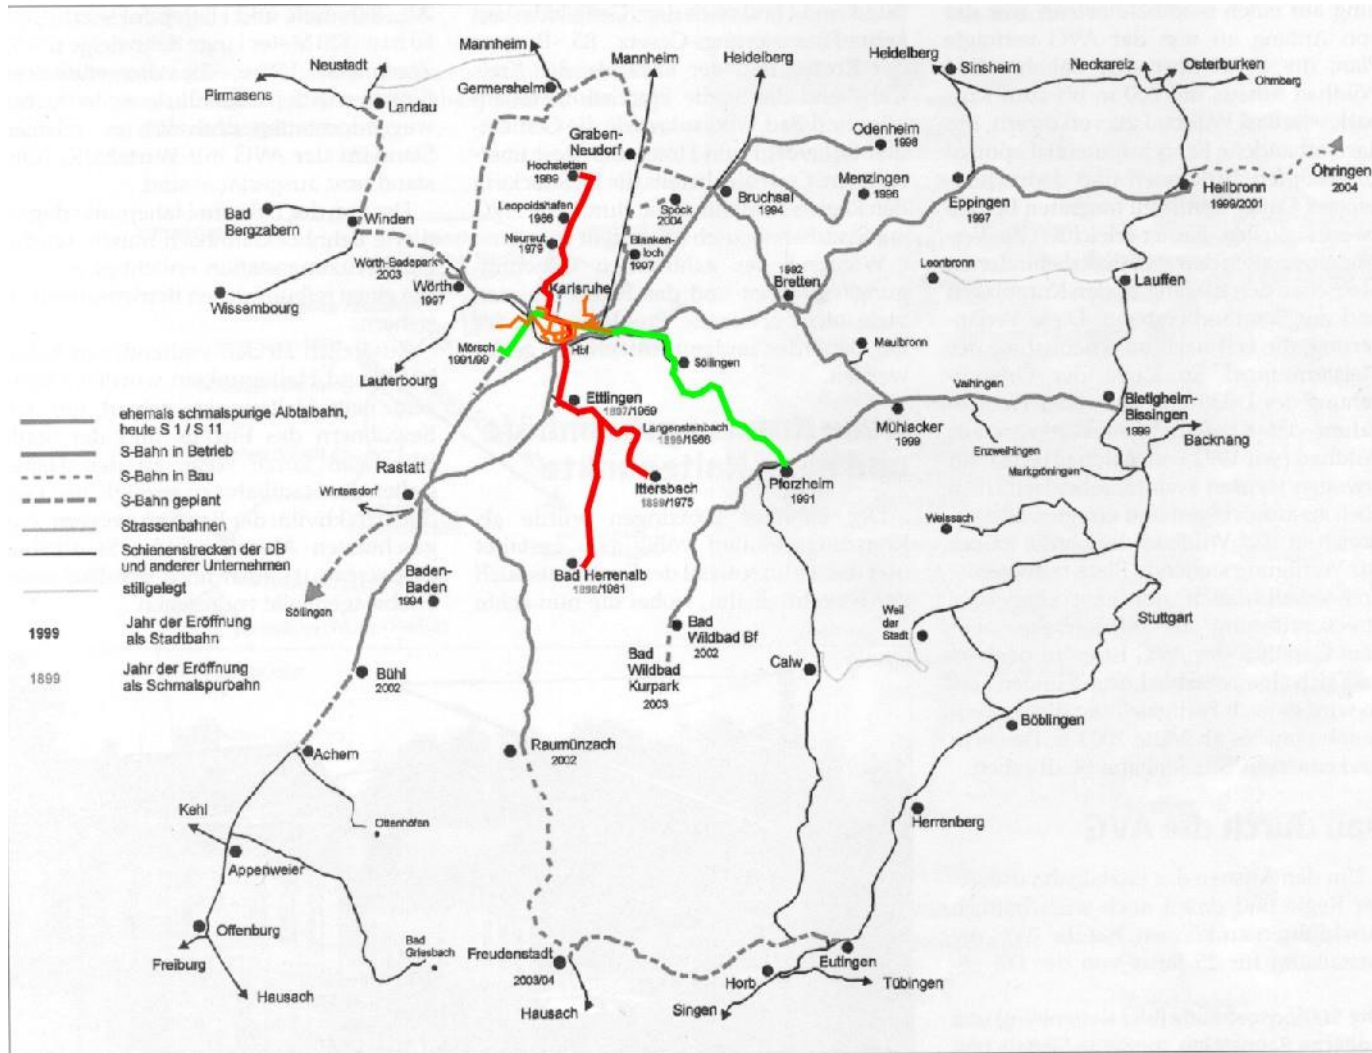 Mannheim
Neustadt
Pirmasens
Landau
Germersheim
Mannheim
Heidelberg
Heidelberg
Sinsheim
Neckarelz
Osterburken
Ohrnberg
Graben-
Neudorf
Odenheim
1998
Hochstetten
1989
Menzingen
1996
Öhringen
2004
Leopoldshafen
1986
Spöck
04
Bruchsal
1994
Eppingen
1997
Heilbronn
1999/2001
Bad
Bergzabern
Winden
Neureut
1979
Blanken-
loch
1997
Wörth-Badepark
2003
Wörth
1997
Karlsruhe
1992
Bretten
Leonbronn
Lauffen
Wissembourg
Mörsch
1991/99
Hbf
Söllingen
Maulbronn
Lauterbourg
Ettlingen
1897/1959
Vaihingen
Langensteinbach
1899/1986
Mühlacker
1999
Bietigheim-
Bissingen
1999
Enzweihingen
Backnang
Markgröningen
Rastatt
Wintersdorf
Ittersbach
1899/1975
Pforzheim
1991
Weissach
Bad Herrenalb
1898/1961
Baden-
Baden
1994
Söllingen
Stuttgart
Weil
der
Stadt
Bad
Wildbad Bf
2002
Bad
Wildbad
Kurpark
2003
Calw
Bühl
2002
Böblingen
Achern
Raumünzach
2002
Kehl
Ottenhöfen
Herrenberg
Appenweier
Offenburg
Freiburg
Hausach
Bad
Griesbach
Freudenstadt
2003/04
Hausach
Eutingen
Horb
Tübingen
Singen
ehemals schmalspurige Albtalbahn,
heute S 1 / S 11
S-Bahn in Betrieb
S-Bahn in Bau
S-Bahn geplant
Strassenbahnen
Schienenstrecken der DB
und anderer Unternehmen
stillgelegt
1999 Jahr der Eröffnung
als Stadtbahn
1899 Jahr der Eröffnung
als Schmalspurbahn